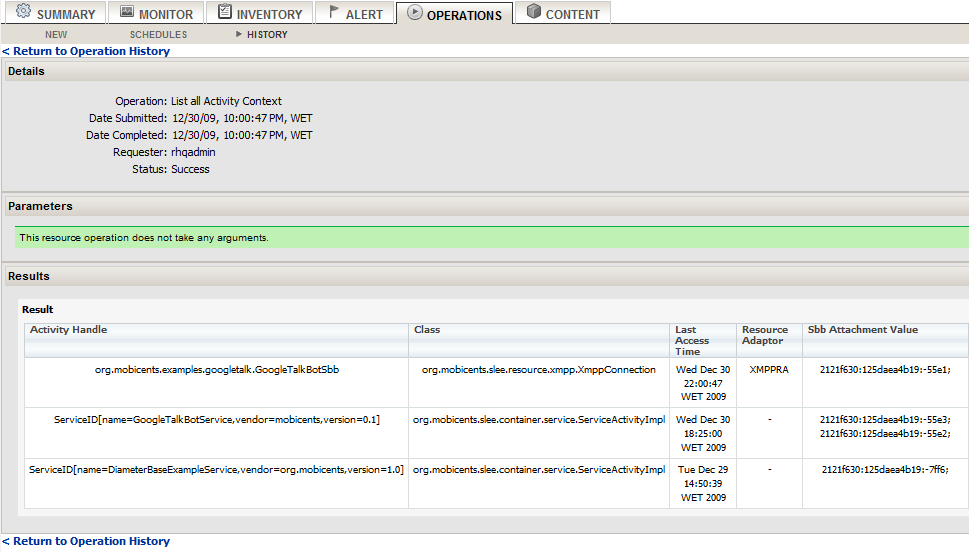 SUMMARY MONITOR INVENTORY ALERT OPERATIONS CONTENT
NEW SCHEDULES HISTORY
< Return to Operation History
Details
Operation: List all Activity Context
Date Submitted: 12/30/09, 10:00:47 PM, WET
Date Completed: 12/30/09, 10:00:47 PM, WET
Requester: rhqadmin
Status: Success
Parameters
This resource operation does not take any arguments.
Results
Result
Activity Handle Class Last Access Time Resource Adaptor Sbb Attachment Value
org.mobicents.examples.googletalk.GoogleTalkBotSbb org.mobicents.slee.resource.xmpp.XmppConnection Wed Dec 30 22:00:47 WET 2009 XMPPRA 2121f630:125daea4b19:-55e1;
ServiceID[name=GoogleTalkBotService,vendor=mobicents,version=0.1] org.mobicents.slee.container.service.ServiceActivityImpl Wed Dec 30 18:25:00 WET 2009 - 2121f630:125daea4b19:-55e3; 2121f630:125daea4b19:-55e2;
ServiceID[name=DiameterBaseExampleService,vendor=org.mobicents,version=1.0] org.mobicents.slee.container.service.ServiceActivityImpl Tue Dec 29 14:50:39 WET 2009 - 2121f630:125daea4b19:-7ff6;
< Return to Operation History